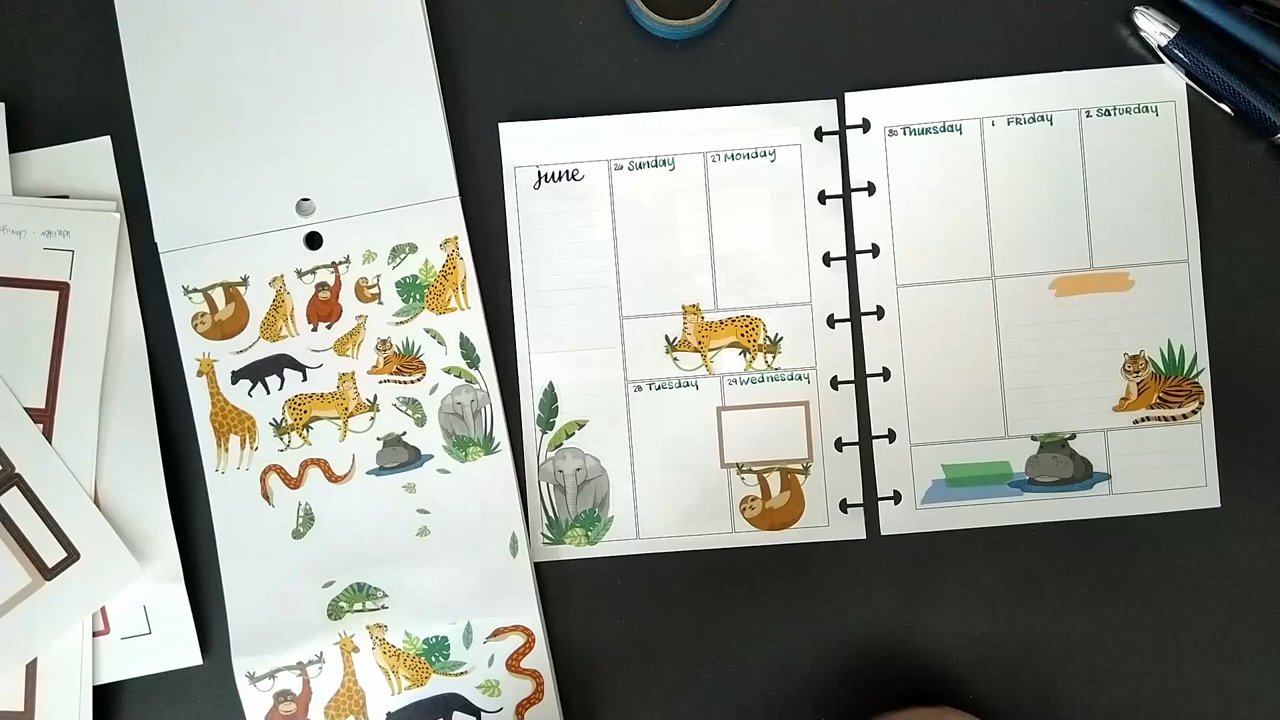 june
26 Sunday
27 Monday
28 Tuesday
29 Wednesday
30 Thursday
1 Friday
2 Saturday